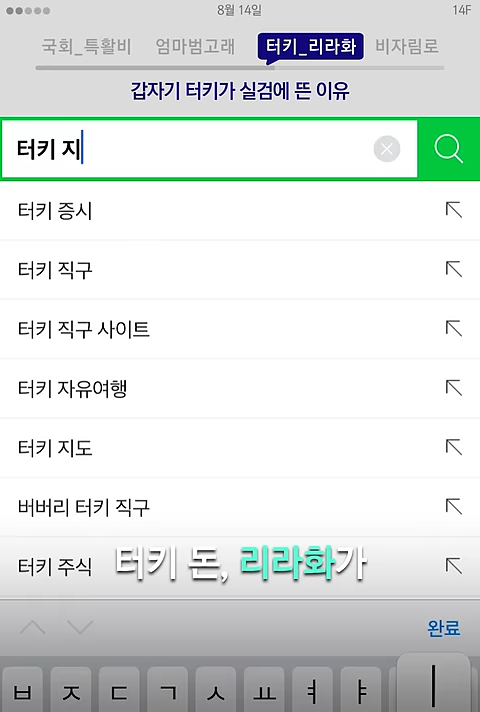 8월 14일 14F
국회_특활비 엄마범고래 터키_리라화 비자림로
갑자기 터키가 실검에 뜬 이유
터키 지
터키 증시
터키 직구
터키 직구 사이트
터키 자유여행
터키 지도
버버리 터키 직구
터키 주식
터키 돈, 리라화가
완료
ㅂ ㅈ ㄷ ㄱ ㅅ ㅛ ㅕ ㅑ ㅣ